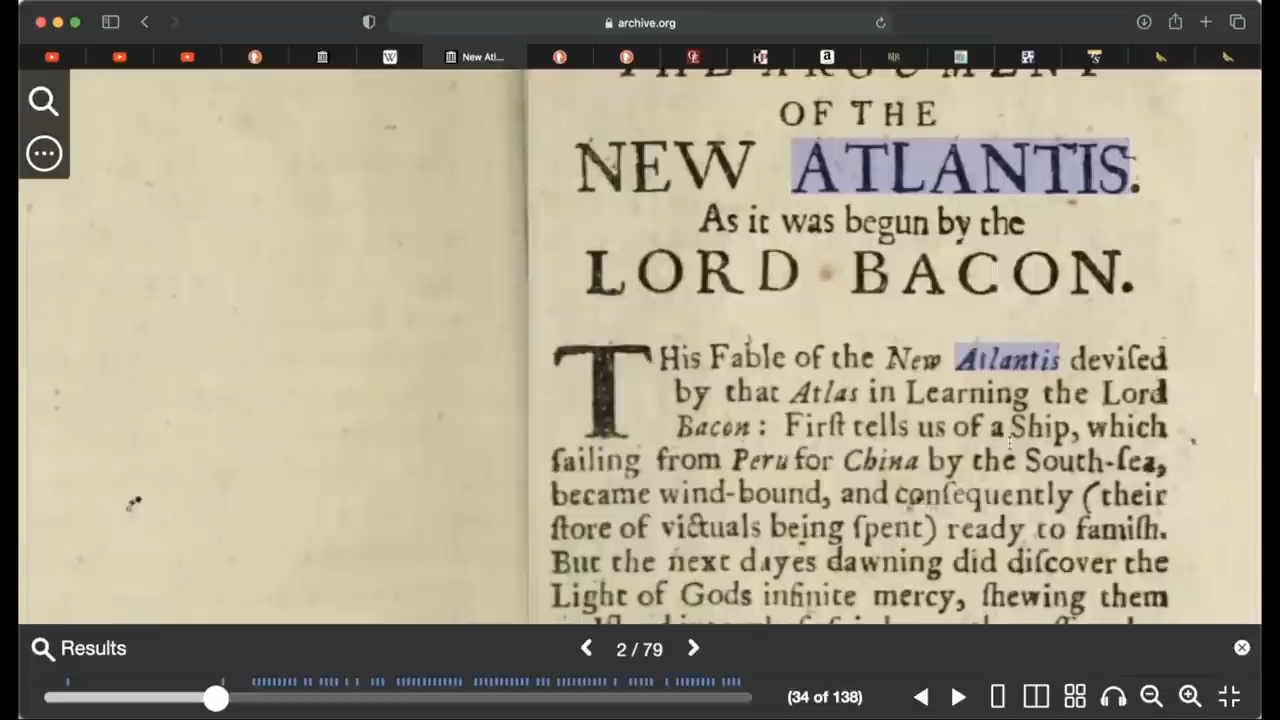 archive.org
New Atl...
THE ARGUMENT
OF THE
NEW ATLANTIS.
As it was begun by the
LORD BACON.
THis Fable of the New Atlantis deviſed
by that Atlas in Learning the Lord
Bacon: Firſt tells us of a Ship, which
ſailing from Peru for China by the South-ſea,
became wind-bound, and conſequently (their
ſtore of victuals being ſpent) ready to famiſh.
But the next dayes dawning did diſcover the
Light of Gods infinite mercy, ſhewing them
Results
2 / 79
(34 of 138)